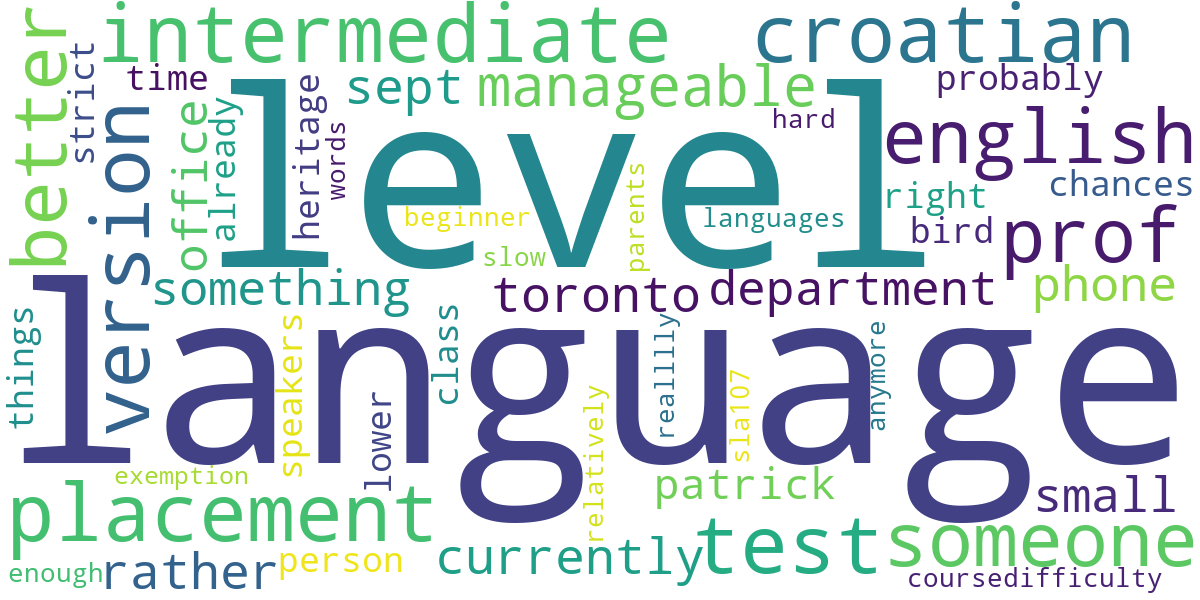 better
strict
intermediate
croatian
time
sept
manageable
probably
version
office
already
heritage
words
level
hard
english
right
chances
bird
prof
beginner
languages
slow
parents
something
toronto
department
phone
things
language
speakers
class
lower
relatively
realllly
sla107
anymore
exemption
placement
patrick
small
enough
rather
person
currently
test
someone
coursedifficulty